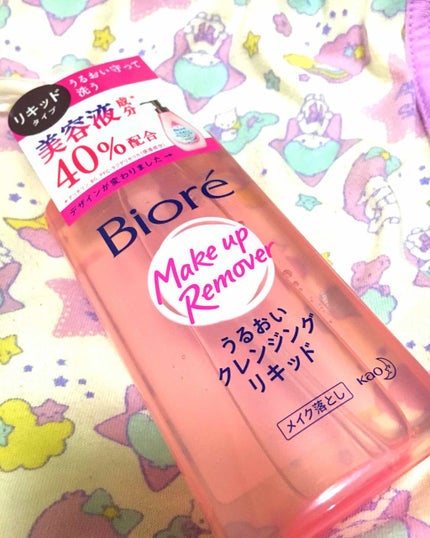 リキッド
タイプ
うるおい守って
洗う
美容液成分*
40%配合
デザインが変わりました→
Bioré
Make up
Remover
うるおい
クレンジング
リキッド
メイク落とし
Kao